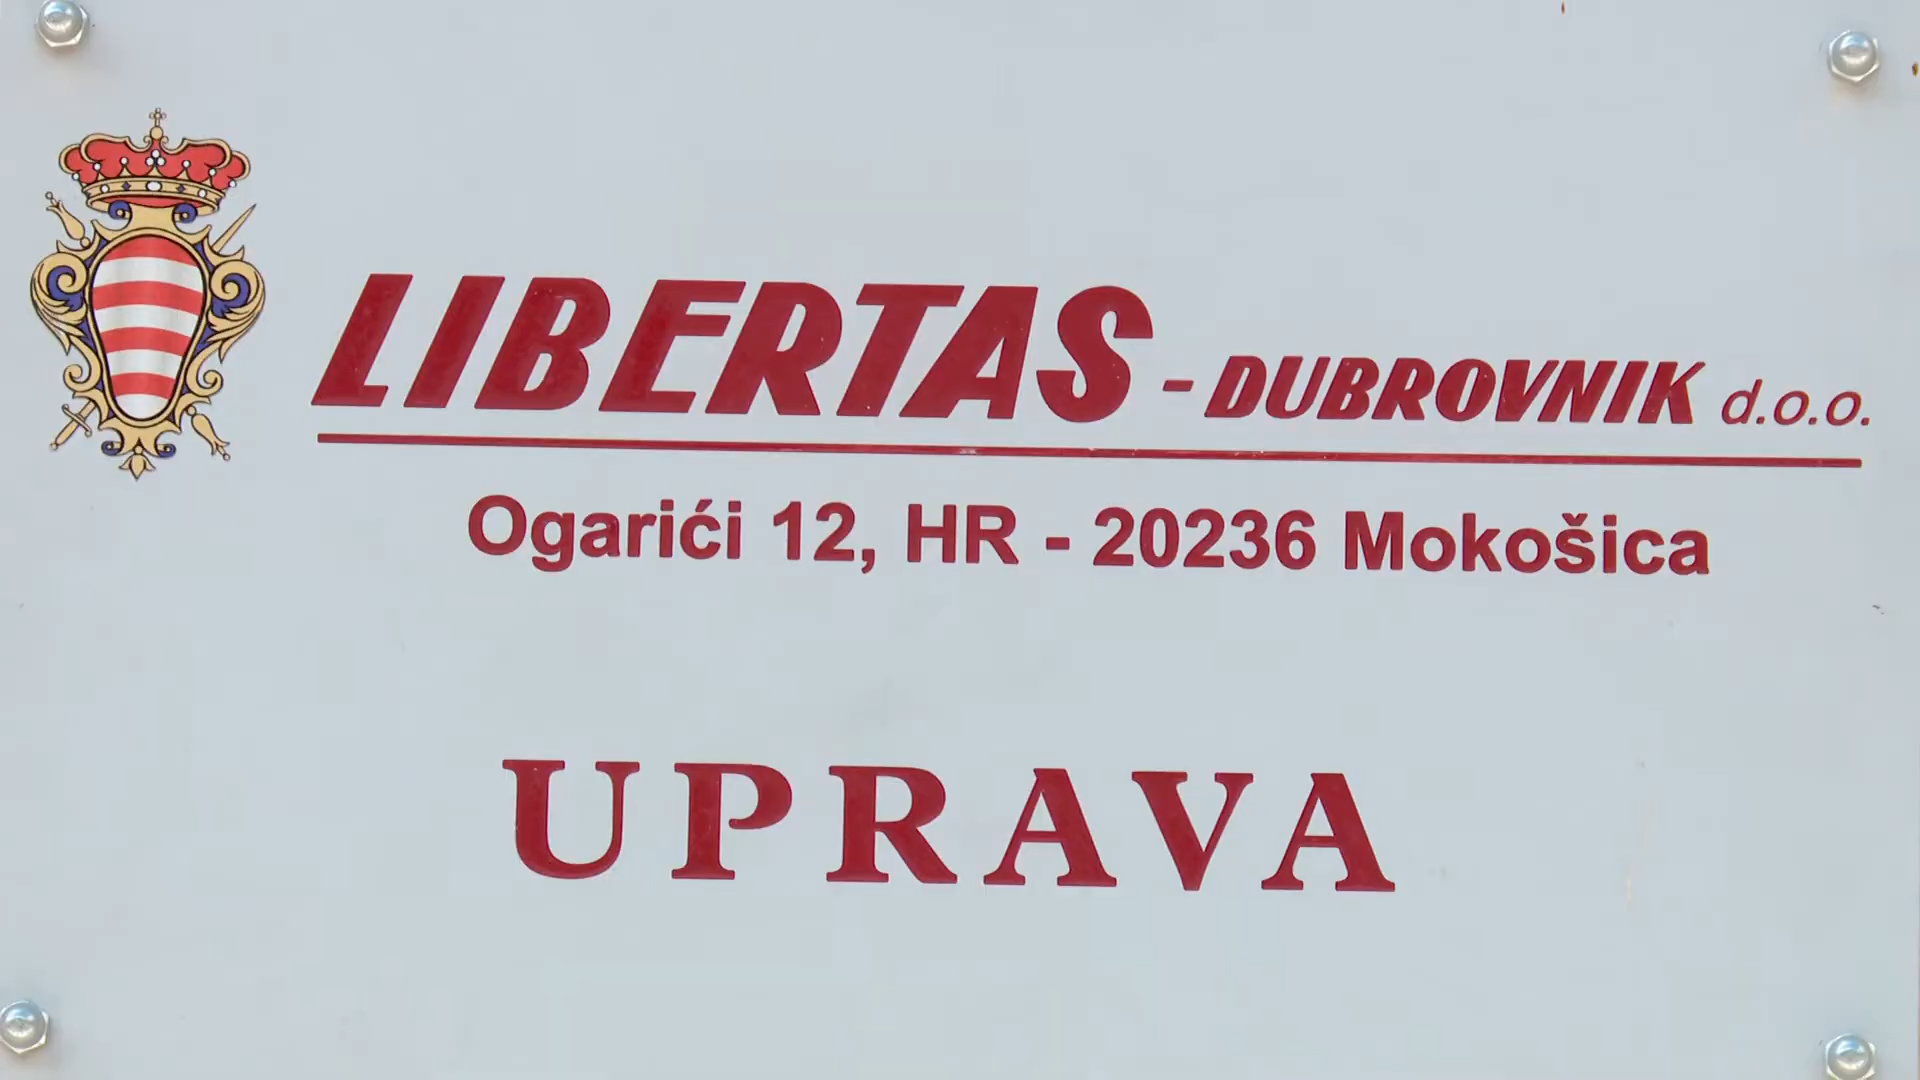 LIBERTAS - DUBROVNIK d.o.o.
Ogarići 12, HR - 20236 Mokošica
UPRAVA